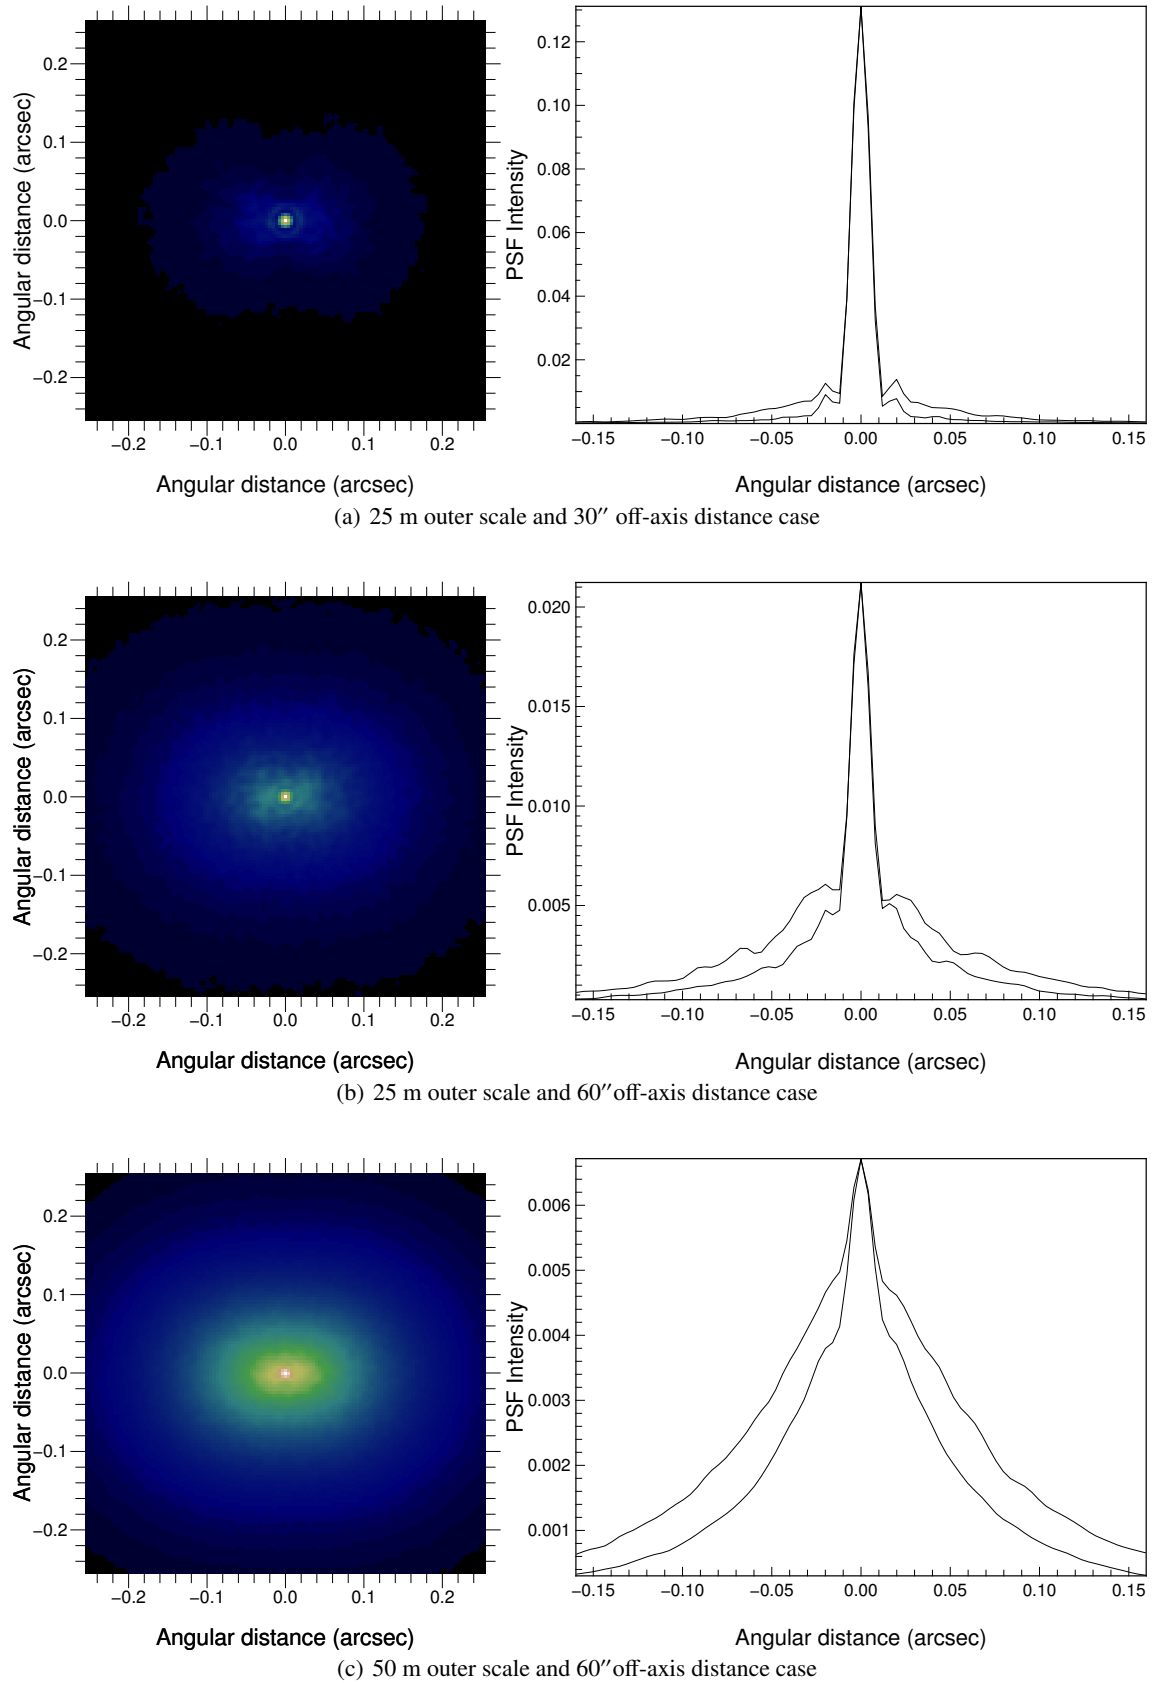 0.2
0.1
0.0
−0.1
−0.2
Angular distance (arcsec)
−0.2 −0.1 0.0 0.1 0.2
Angular distance (arcsec)
0.12
0.10
0.08
0.06
0.04
0.02
PSF Intensity
−0.15 −0.10 −0.05 0.00 0.05 0.10 0.15
Angular distance (arcsec)
(a) 25 m outer scale and 30″ off-axis distance case
0.2
0.1
0.0
−0.1
−0.2
Angular distance (arcsec)
−0.2 −0.1 0.0 0.1 0.2
Angular distance (arcsec)
0.020
0.015
0.010
0.005
PSF Intensity
−0.15 −0.10 −0.05 0.00 0.05 0.10 0.15
Angular distance (arcsec)
(b) 25 m outer scale and 60″off-axis distance case
0.2
0.1
0.0
−0.1
−0.2
Angular distance (arcsec)
−0.2 −0.1 0.0 0.1 0.2
Angular distance (arcsec)
0.006
0.005
0.004
0.003
0.002
0.001
PSF Intensity
−0.15 −0.10 −0.05 0.00 0.05 0.10 0.15
Angular distance (arcsec)
(c) 50 m outer scale and 60″off-axis distance case